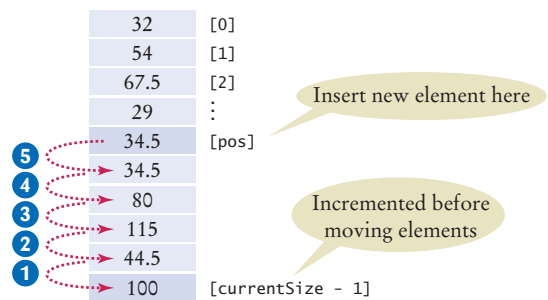 32 [0]
54 [1]
67.5 [2]
29 ⋮
Insert new element here
34.5 [pos]
5
34.5
4
80
3
115
Incremented before
moving elements
2
44.5
1
100 [currentSize - 1]